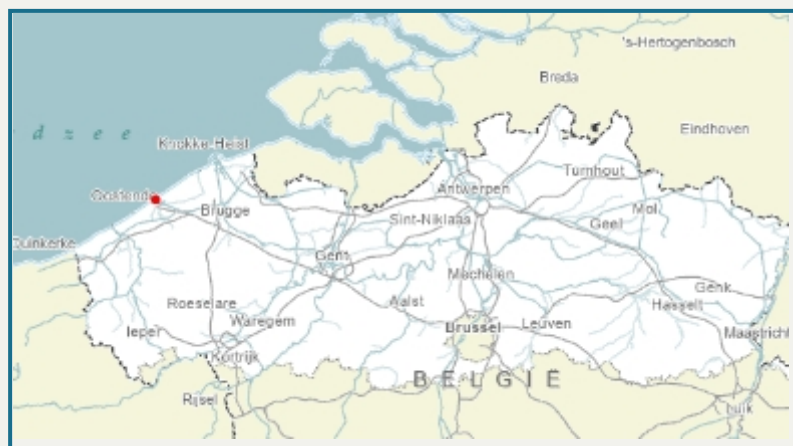 's-Hertogenbosch
Breda
d z e e
Eindhoven
Knokke-Heist
Turnhout
Oostende
Antwerpen
Mol
Brugge
Sint-Niklaas
Geel
Duinkerke
Gent
Mechelen
Genk
Roeselare
Aalst
Hasselt
Ieper
Waregem
Brussel
Leuven
Maastricht
Kortrijk
BELGIË
Rijsel
Luik